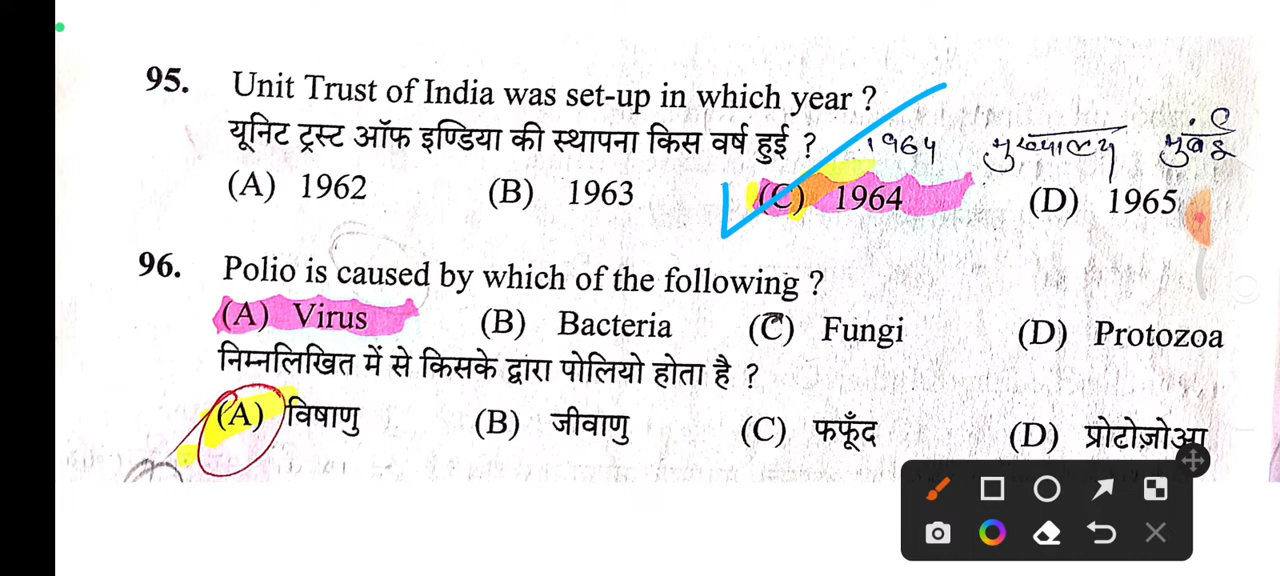 95. Unit Trust of India was set-up in which year ?
यूनिट ट्रस्ट ऑफ इण्डिया की स्थापना किस वर्ष हुई ? 1964 मुख्यालय मुंबई
(A) 1962 (B) 1963 (C) 1964 (D) 1965
96. Polio is caused by which of the following ?
(A) Virus (B) Bacteria (C) Fungi (D) Protozoa
निम्नलिखित में से किसके द्वारा पोलियो होता है ?
(A) विषाणु (B) जीवाणु (C) फफूँद (D) प्रोटोज़ोआ